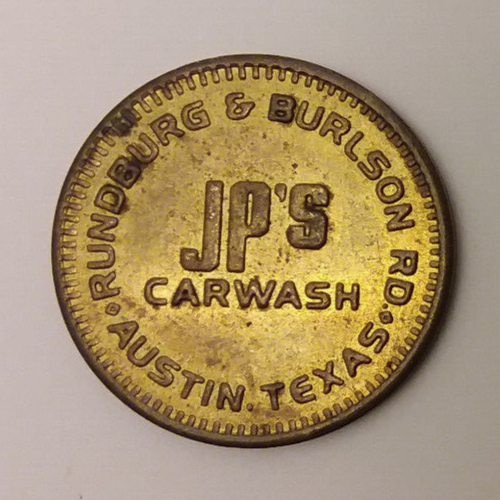 RUNDBURG & BURLSON RD.
JP'S
CARWASH
AUSTIN, TEXAS